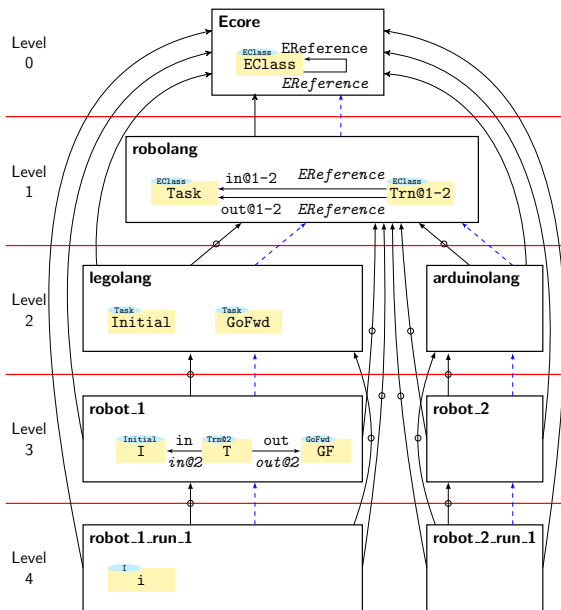 Level
0
Ecore
EClass
EClass
EReference
EReference
Level
1
robolang
EClass
Task
in@1-2
EReference
out@1-2
EReference
EClass
Trn@1-2
Level
2
legolang
Task
Initial
Task
GoFwd
arduinolang
Level
3
robot_1
Initial
I
in
in@2
Trn@2
T
out
out@2
GoFwd
GF
robot_2
Level
4
robot_1_run_1
I
i
robot_2_run_1